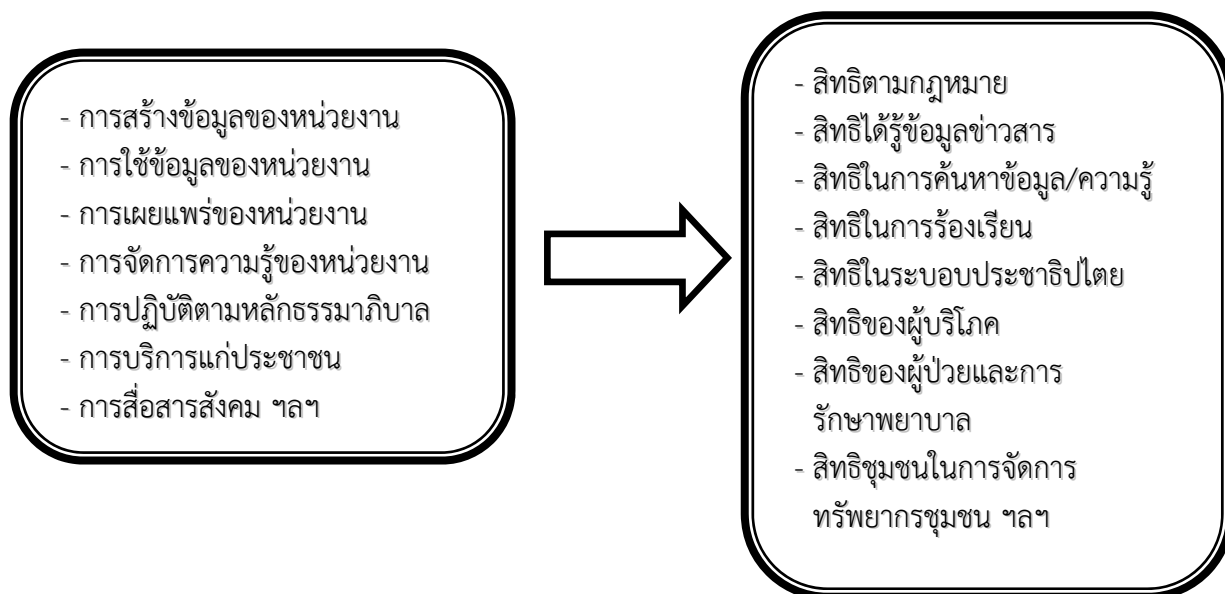 - การสร้างข้อมูลของหน่วยงาน
- การใช้ข้อมูลของหน่วยงาน
- การเผยแพร่ของหน่วยงาน
- การจัดการความรู้ของหน่วยงาน
- การปฏิบัติตามหลักธรรมาภิบาล
- การบริการแก่ประชาชน
- การสื่อสารสังคม ฯลฯ
- สิทธิตามกฎหมาย
- สิทธิได้รู้ข้อมูลข่าวสาร
- สิทธิในการค้นหาข้อมูล/ความรู้
- สิทธิในการร้องเรียน
- สิทธิในระบอบประชาธิปไตย
- สิทธิของผู้บริโภค
- สิทธิของผู้ป่วยและการ
รักษาพยาบาล
- สิทธิชุมชนในการจัดการ
ทรัพยากรชุมชน ฯลฯ